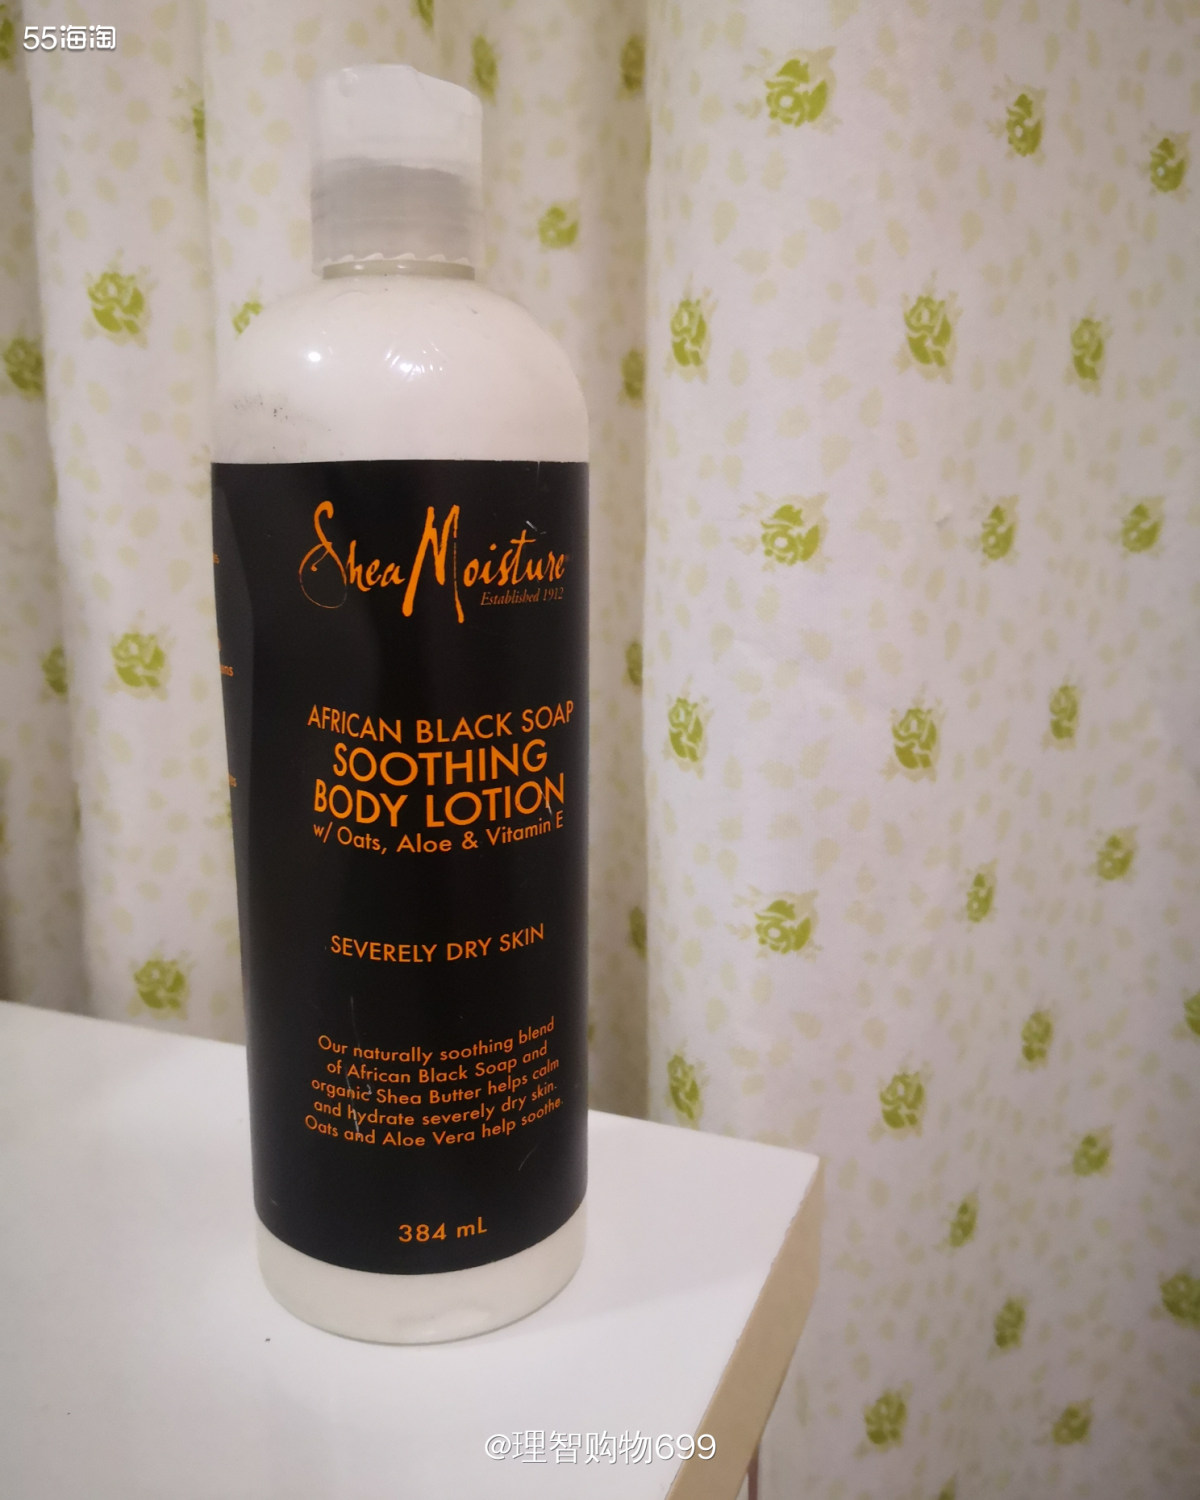 55海淘
Shea Moisture
Established 1912
AFRICAN BLACK SOAP
SOOTHING
BODY LOTION
w/ Oats, Aloe & Vitamin E
SEVERELY DRY SKIN
Our naturally soothing blend
of African Black Soap and
organic Shea Butter helps calm
and hydrate severely dry skin.
Oats and Aloe Vera help soothe.
384 mL
@理智购物699